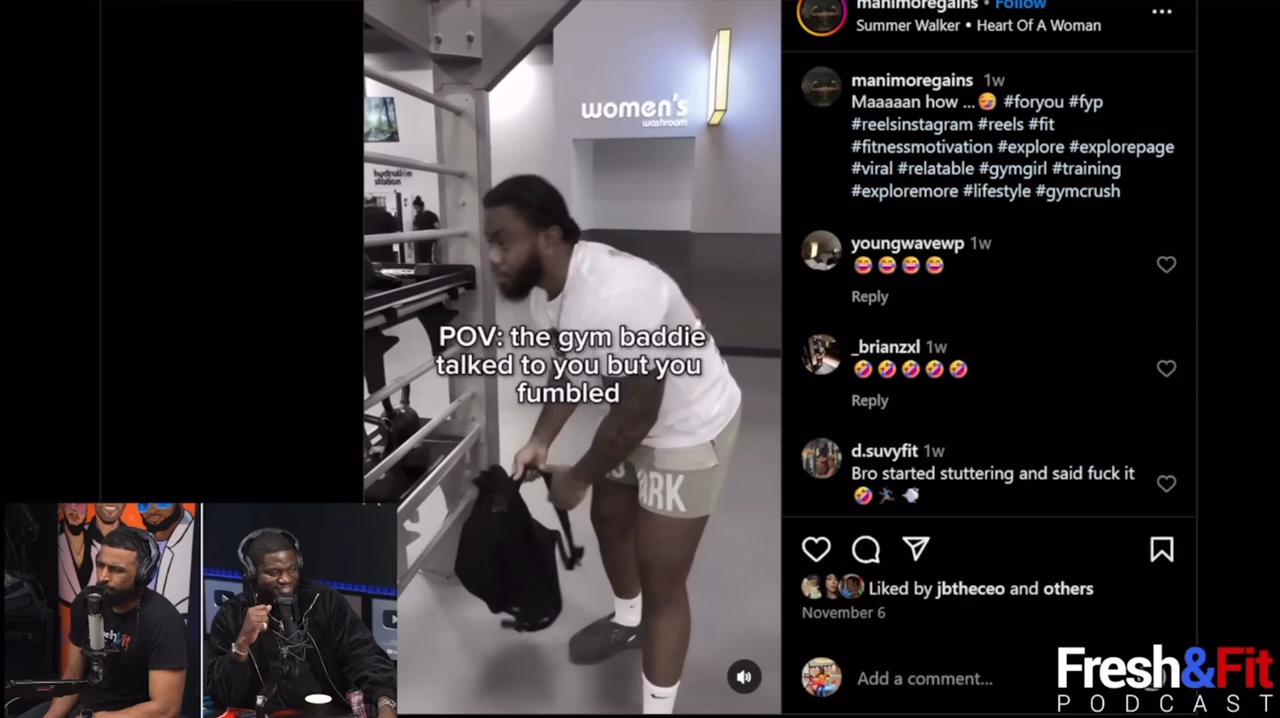 manimoregains • Follow
Summer Walker • Heart Of A Woman
manimoregains 1w
Maaaaan how ...🥵 #foryou #fyp
#reelsinstagram #reels #fit
#fitnessmotivation #explore #explorepage
#viral #relatable #gymgirl #training
#exploremore #lifestyle #gymcrush
women's
washroom
hydration
station
POV: the gym baddie
talked to you but you
fumbled
ARK
youngwavewp 1w
😂😂😂😂
Reply
_brianzxl 1w
🤣🤣🤣🤣🤣
Reply
d.suvyfit 1w
Bro started stuttering and said fuck it
🤣🏃🏿‍♂️💨
Liked by jbtheceo and others
November 6
Add a comment...
Fresh&Fit
PODCAST